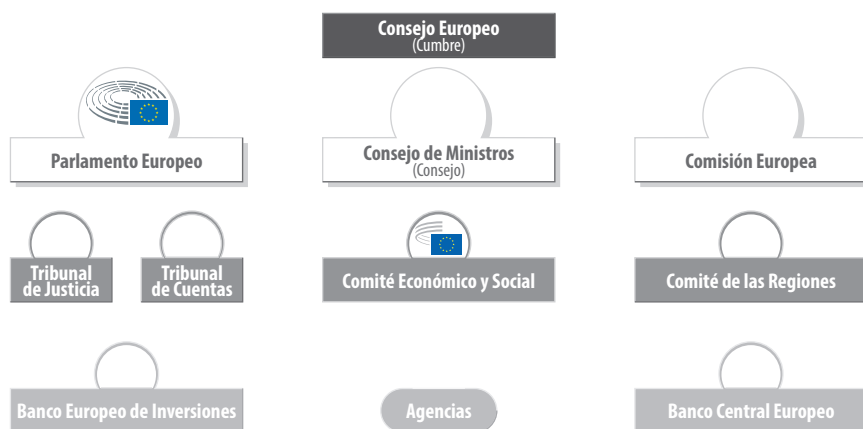 Consejo Europeo
(Cumbre)
Parlamento Europeo
Consejo de Ministros
(Consejo)
Comisión Europea
Tribunal
de Justicia
Tribunal
de Cuentas
Comité Económico y Social
Comité de las Regiones
Banco Europeo de Inversiones
Agencias
Banco Central Europeo